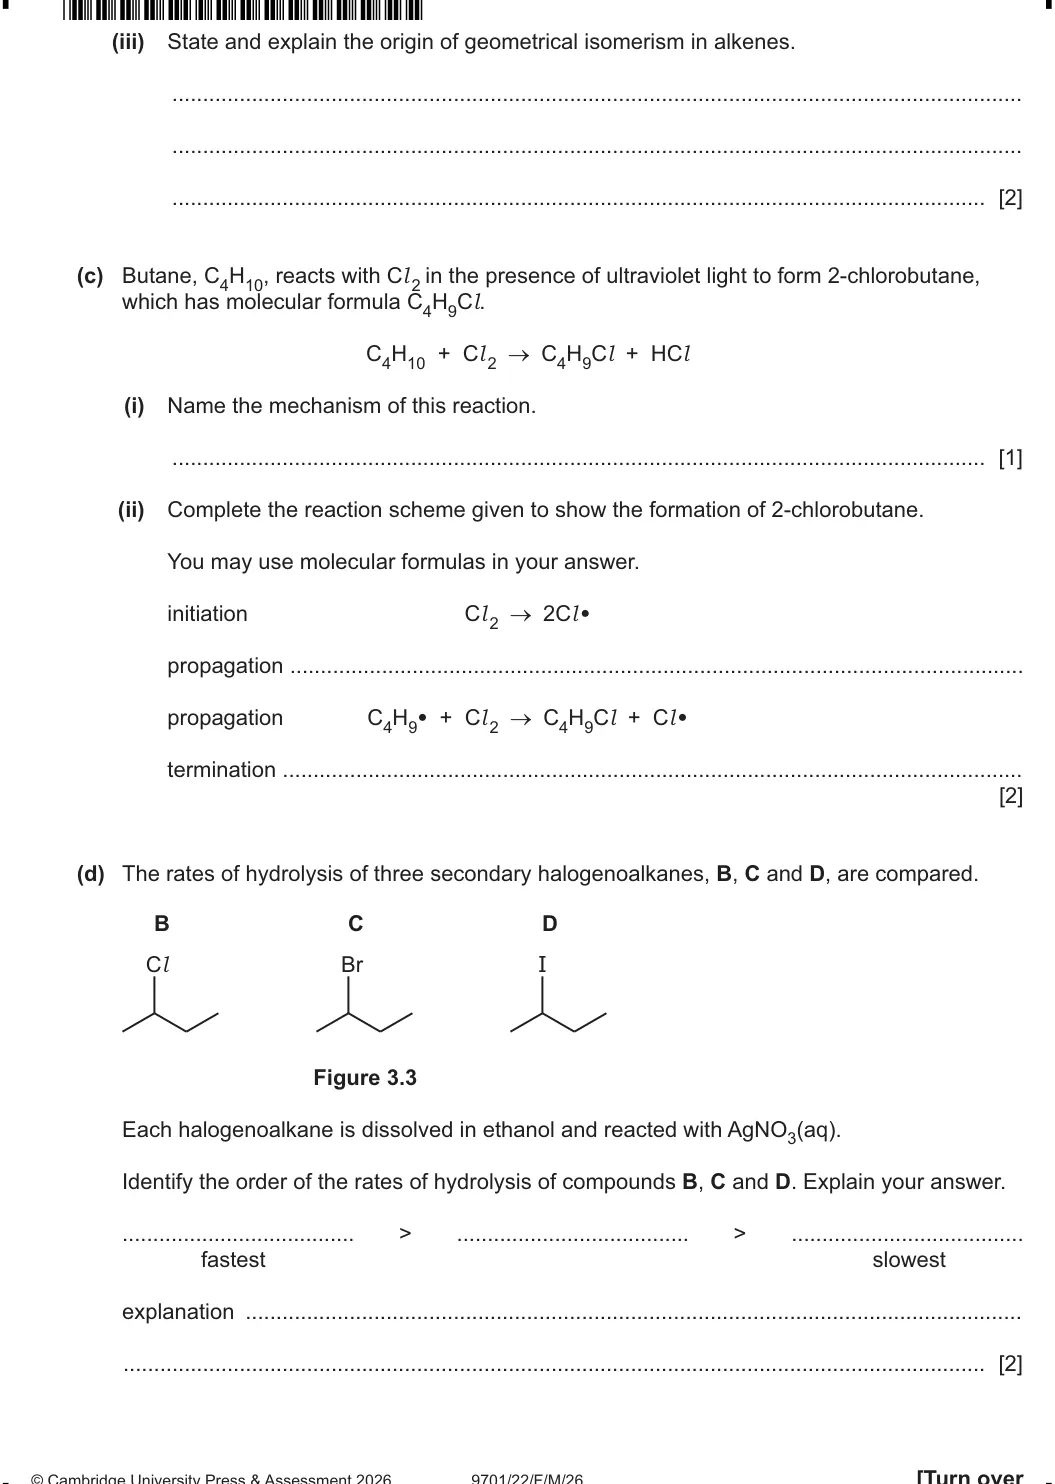 (iii) State and explain the origin of geometrical isomerism in alkenes.
..........................................................................................
..........................................................................................
.......................................................................................... [2]
(c) Butane, C4H10, reacts with Cl2 in the presence of ultraviolet light to form 2-chlorobutane,
which has molecular formula C4H9Cl.
C4H10 + Cl2 → C4H9Cl + HCl
(i) Name the mechanism of this reaction.
.......................................................................................... [1]
(ii) Complete the reaction scheme given to show the formation of 2-chlorobutane.
You may use molecular formulas in your answer.
initiation Cl2 → 2Cl•
propagation ..........................................................................................
propagation C4H9• + Cl2 → C4H9Cl + Cl•
termination ..........................................................................................
[2]
(d) The rates of hydrolysis of three secondary halogenoalkanes, B, C and D, are compared.
B C D
Cl Br I
Figure 3.3
Each halogenoalkane is dissolved in ethanol and reacted with AgNO3(aq).
Identify the order of the rates of hydrolysis of compounds B, C and D. Explain your answer.
...................................... > ...................................... > ......................................
fastest slowest
explanation ..........................................................................................
.......................................................................................... [2]
© Cambridge University Press & Assessment 2026 9701/22/F/M/26 [Turn over